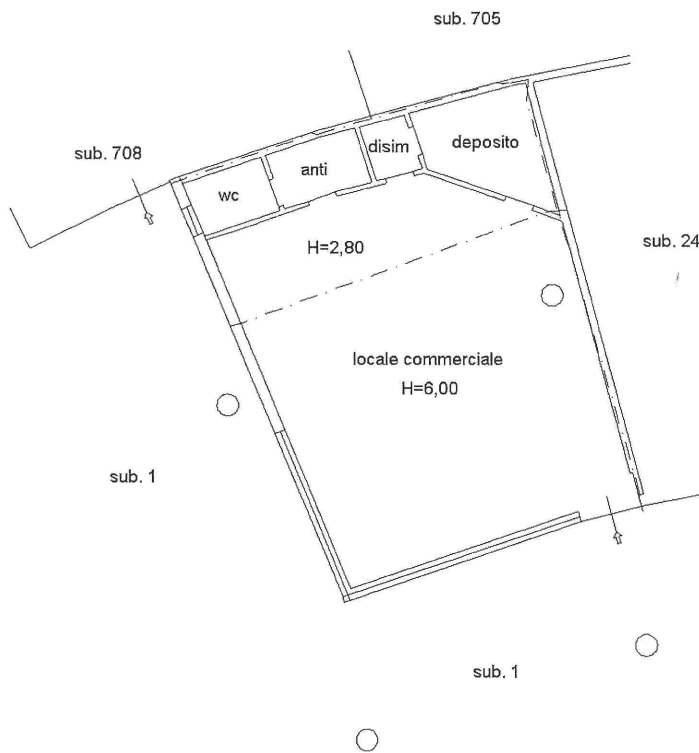 sub. 705
sub. 708
disim
deposito
anti
wc
H=2,80
sub. 24
locale commerciale
H=6,00
sub. 1
sub. 1